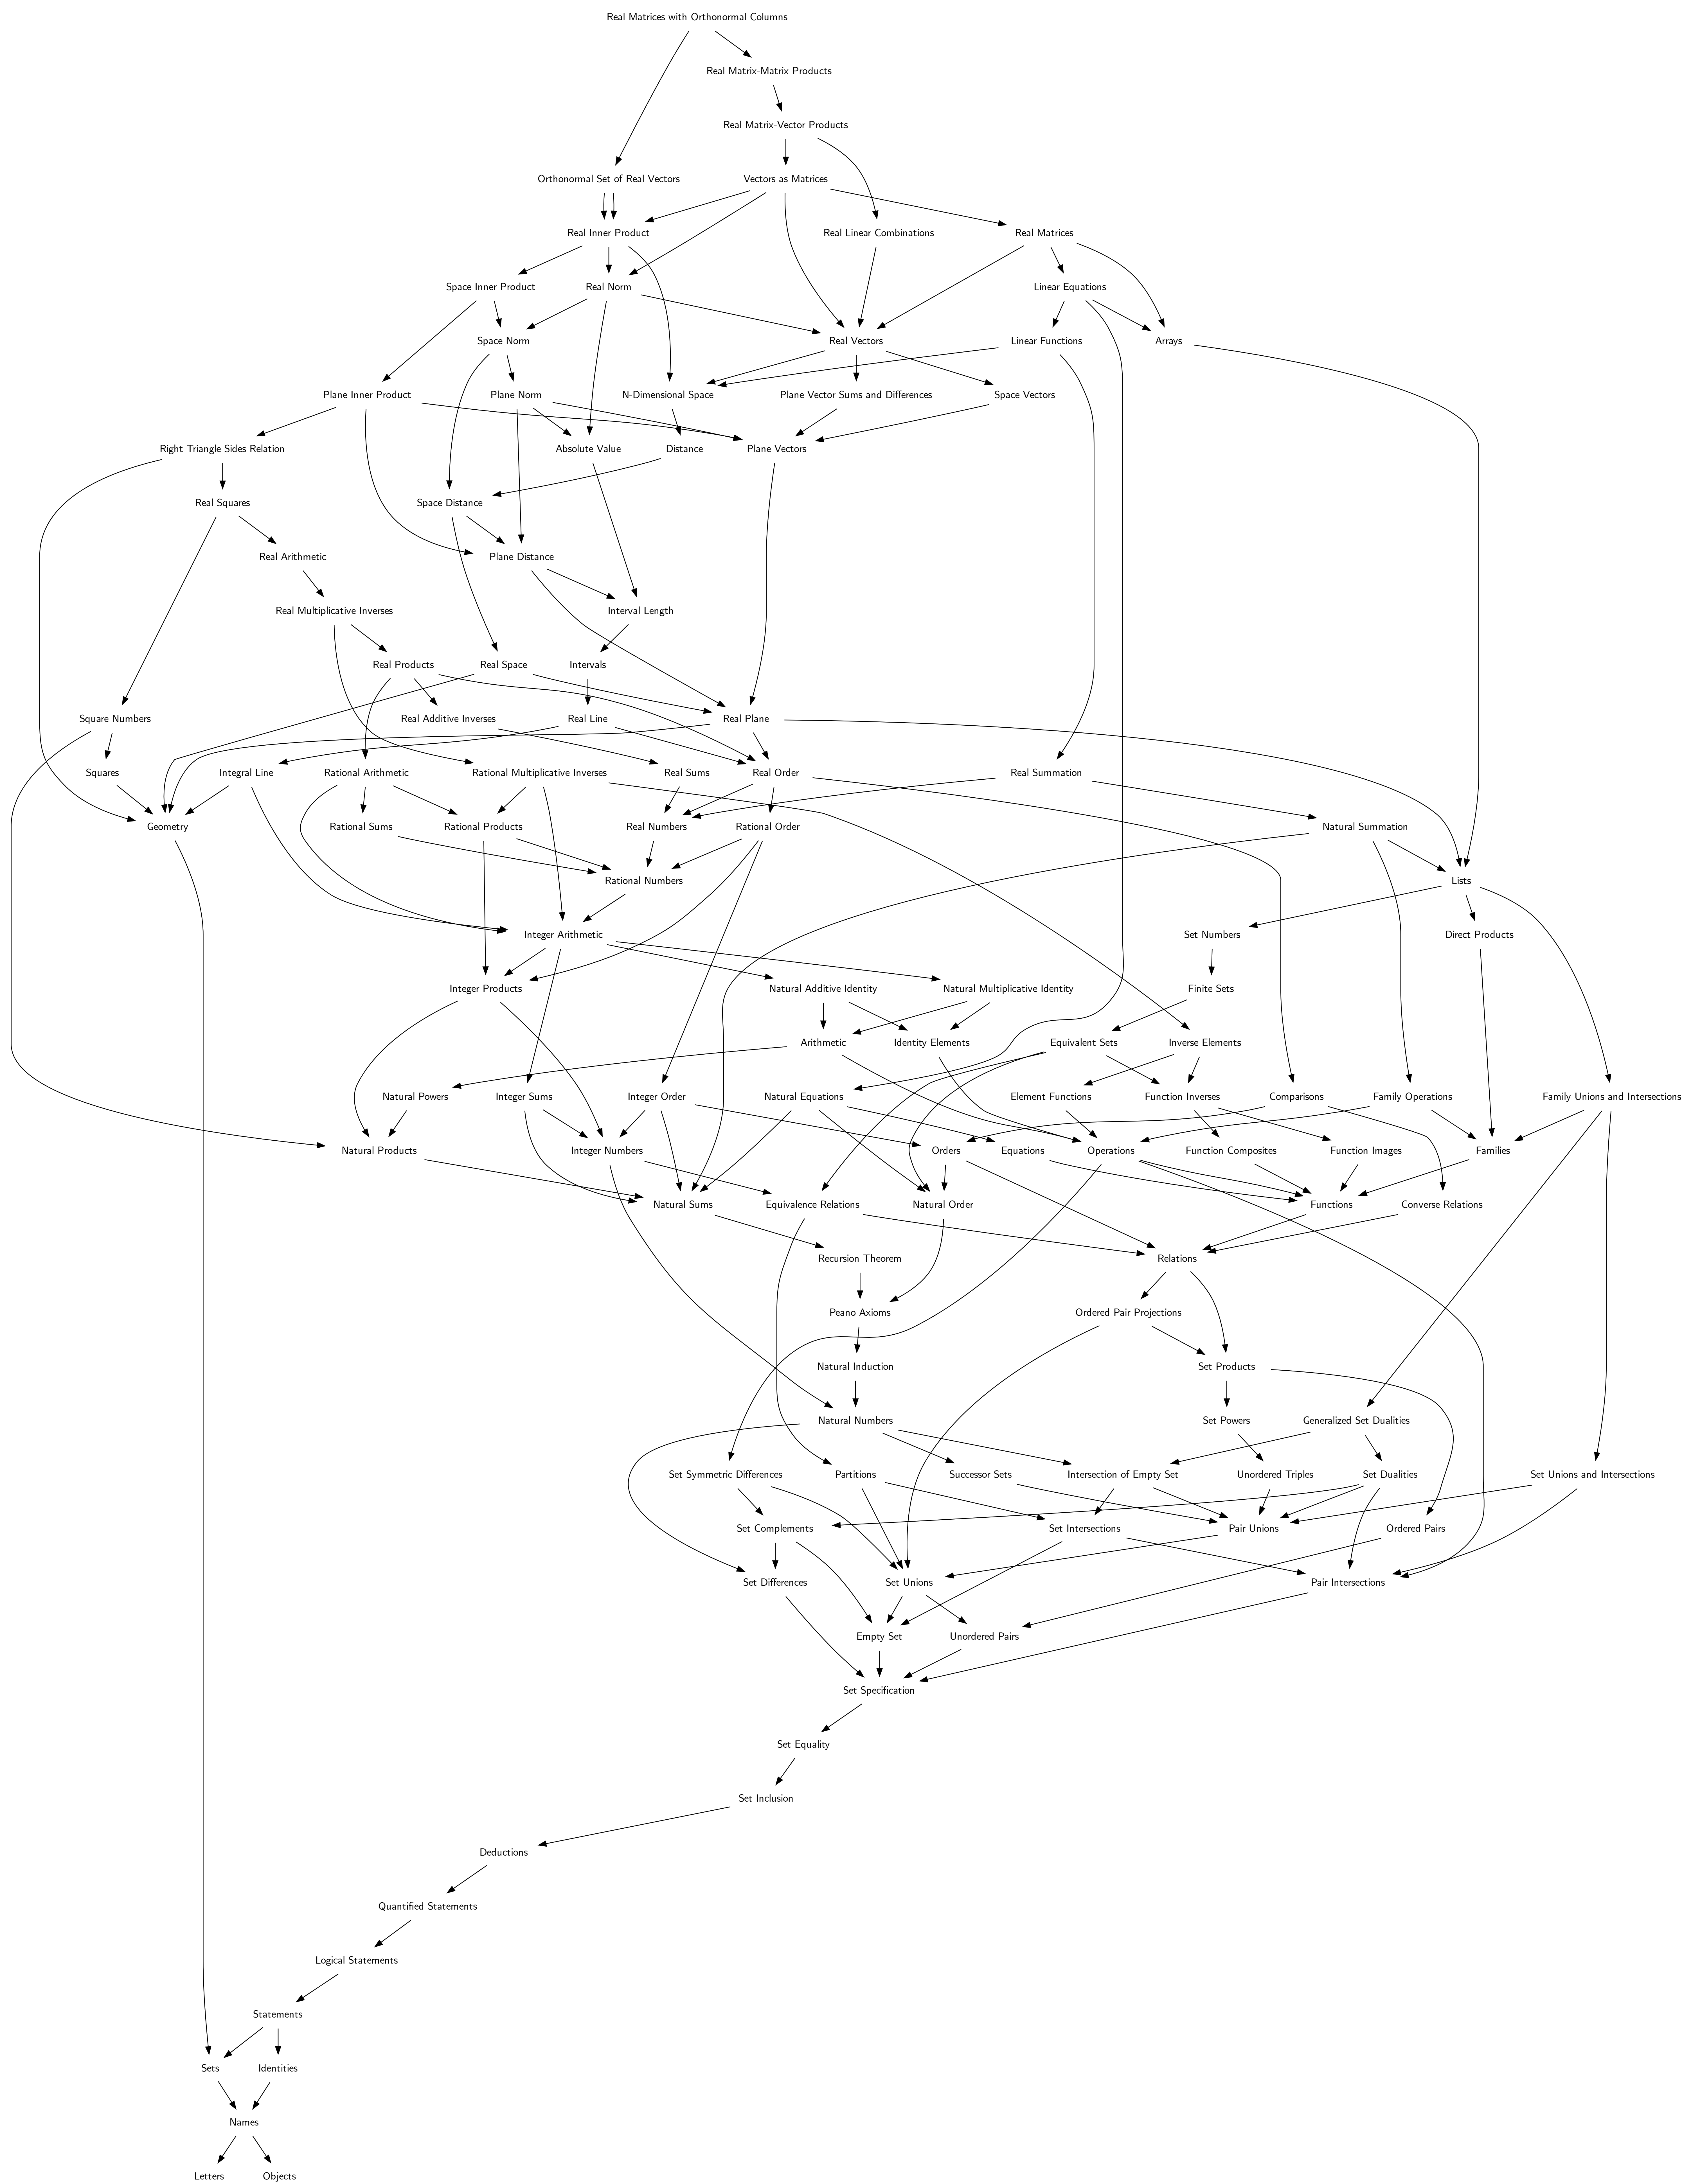 Real Matrices with Orthonormal Columns
Real Matrix-Matrix Products
Real Matrix-Vector Products
Orthonormal Set of Real Vectors
Vectors as Matrices
Real Inner Product
Real Linear Combinations
Real Matrices
Space Inner Product
Real Norm
Linear Equations
Space Norm
Real Vectors
Linear Functions
Arrays
Plane Inner Product
Plane Norm
N-Dimensional Space
Plane Vector Sums and Differences
Space Vectors
Right Triangle Sides Relation
Absolute Value
Distance
Plane Vectors
Real Squares
Space Distance
Real Arithmetic
Plane Distance
Real Multiplicative Inverses
Interval Length
Real Products
Real Space
Intervals
Square Numbers
Real Additive Inverses
Real Line
Real Plane
Squares
Integral Line
Rational Arithmetic
Rational Multiplicative Inverses
Real Sums
Real Order
Real Summation
Geometry
Rational Sums
Rational Products
Real Numbers
Rational Order
Natural Summation
Rational Numbers
Lists
Integer Arithmetic
Set Numbers
Direct Products
Integer Products
Natural Additive Identity
Natural Multiplicative Identity
Finite Sets
Arithmetic
Identity Elements
Equivalent Sets
Inverse Elements
Natural Powers
Integer Sums
Integer Order
Natural Equations
Element Functions
Function Inverses
Comparisons
Family Operations
Family Unions and Intersections
Natural Products
Integer Numbers
Orders
Equations
Operations
Function Composites
Function Images
Families
Natural Sums
Equivalence Relations
Natural Order
Functions
Converse Relations
Recursion Theorem
Relations
Peano Axioms
Ordered Pair Projections
Natural Induction
Set Products
Natural Numbers
Set Powers
Generalized Set Dualities
Set Symmetric Differences
Partitions
Successor Sets
Intersection of Empty Set
Unordered Triples
Set Dualities
Set Unions and Intersections
Set Complements
Set Intersections
Pair Unions
Ordered Pairs
Set Differences
Set Unions
Pair Intersections
Empty Set
Unordered Pairs
Set Specification
Set Equality
Set Inclusion
Deductions
Quantified Statements
Logical Statements
Statements
Sets
Identities
Names
Letters
Objects